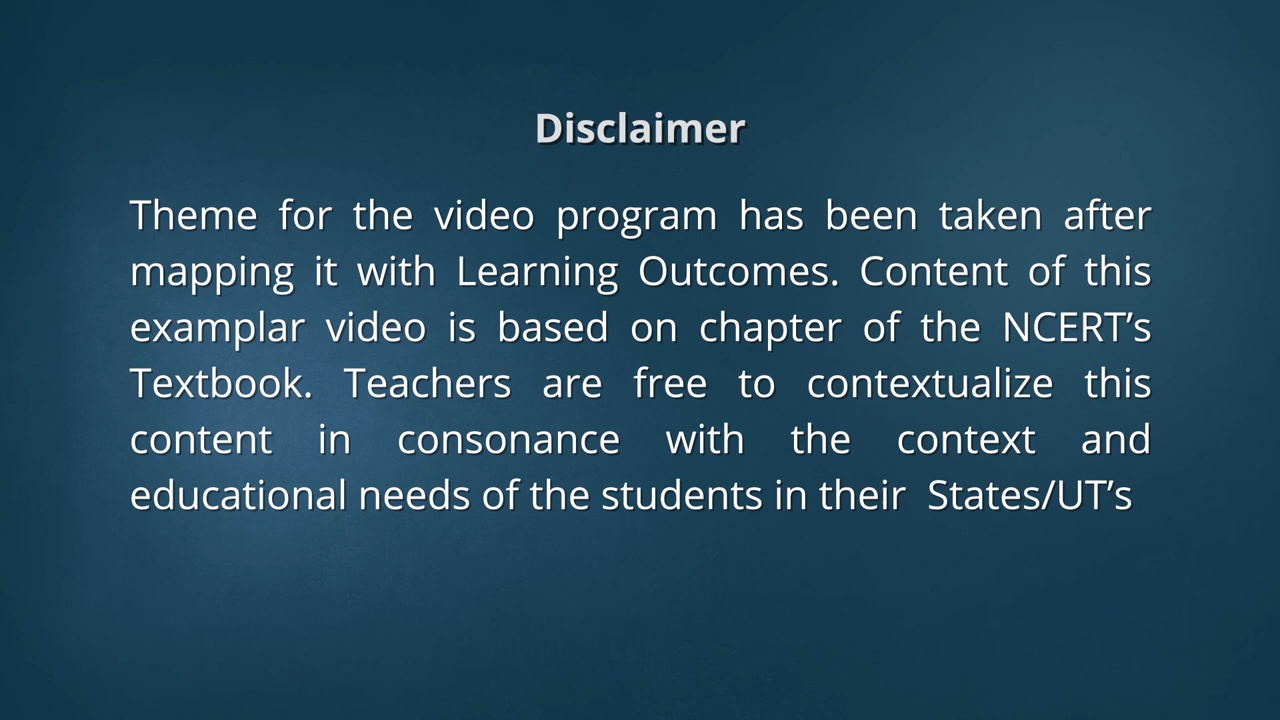 Disclaimer
Theme for the video program has been taken after
mapping it with Learning Outcomes. Content of this
examplar video is based on chapter of the NCERT’s
Textbook. Teachers are free to contextualize this
content in consonance with the context and
educational needs of the students in their States/UT’s